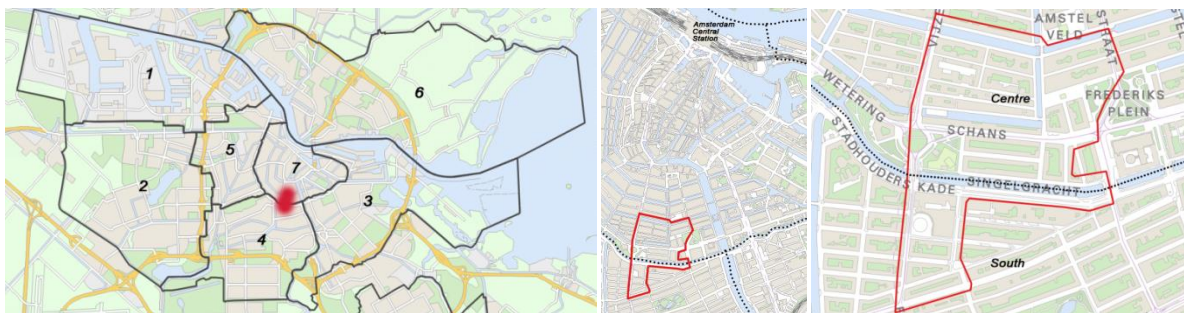 1
6
5
7
2
3
4
Amsterdam
Central
Station
AMSTEL
VELD
STRAAT
Centre
WETERING
FREDERIKS
PLEIN
SCHANS
STADHOUDERS KADE
SINGELGRACHT
South